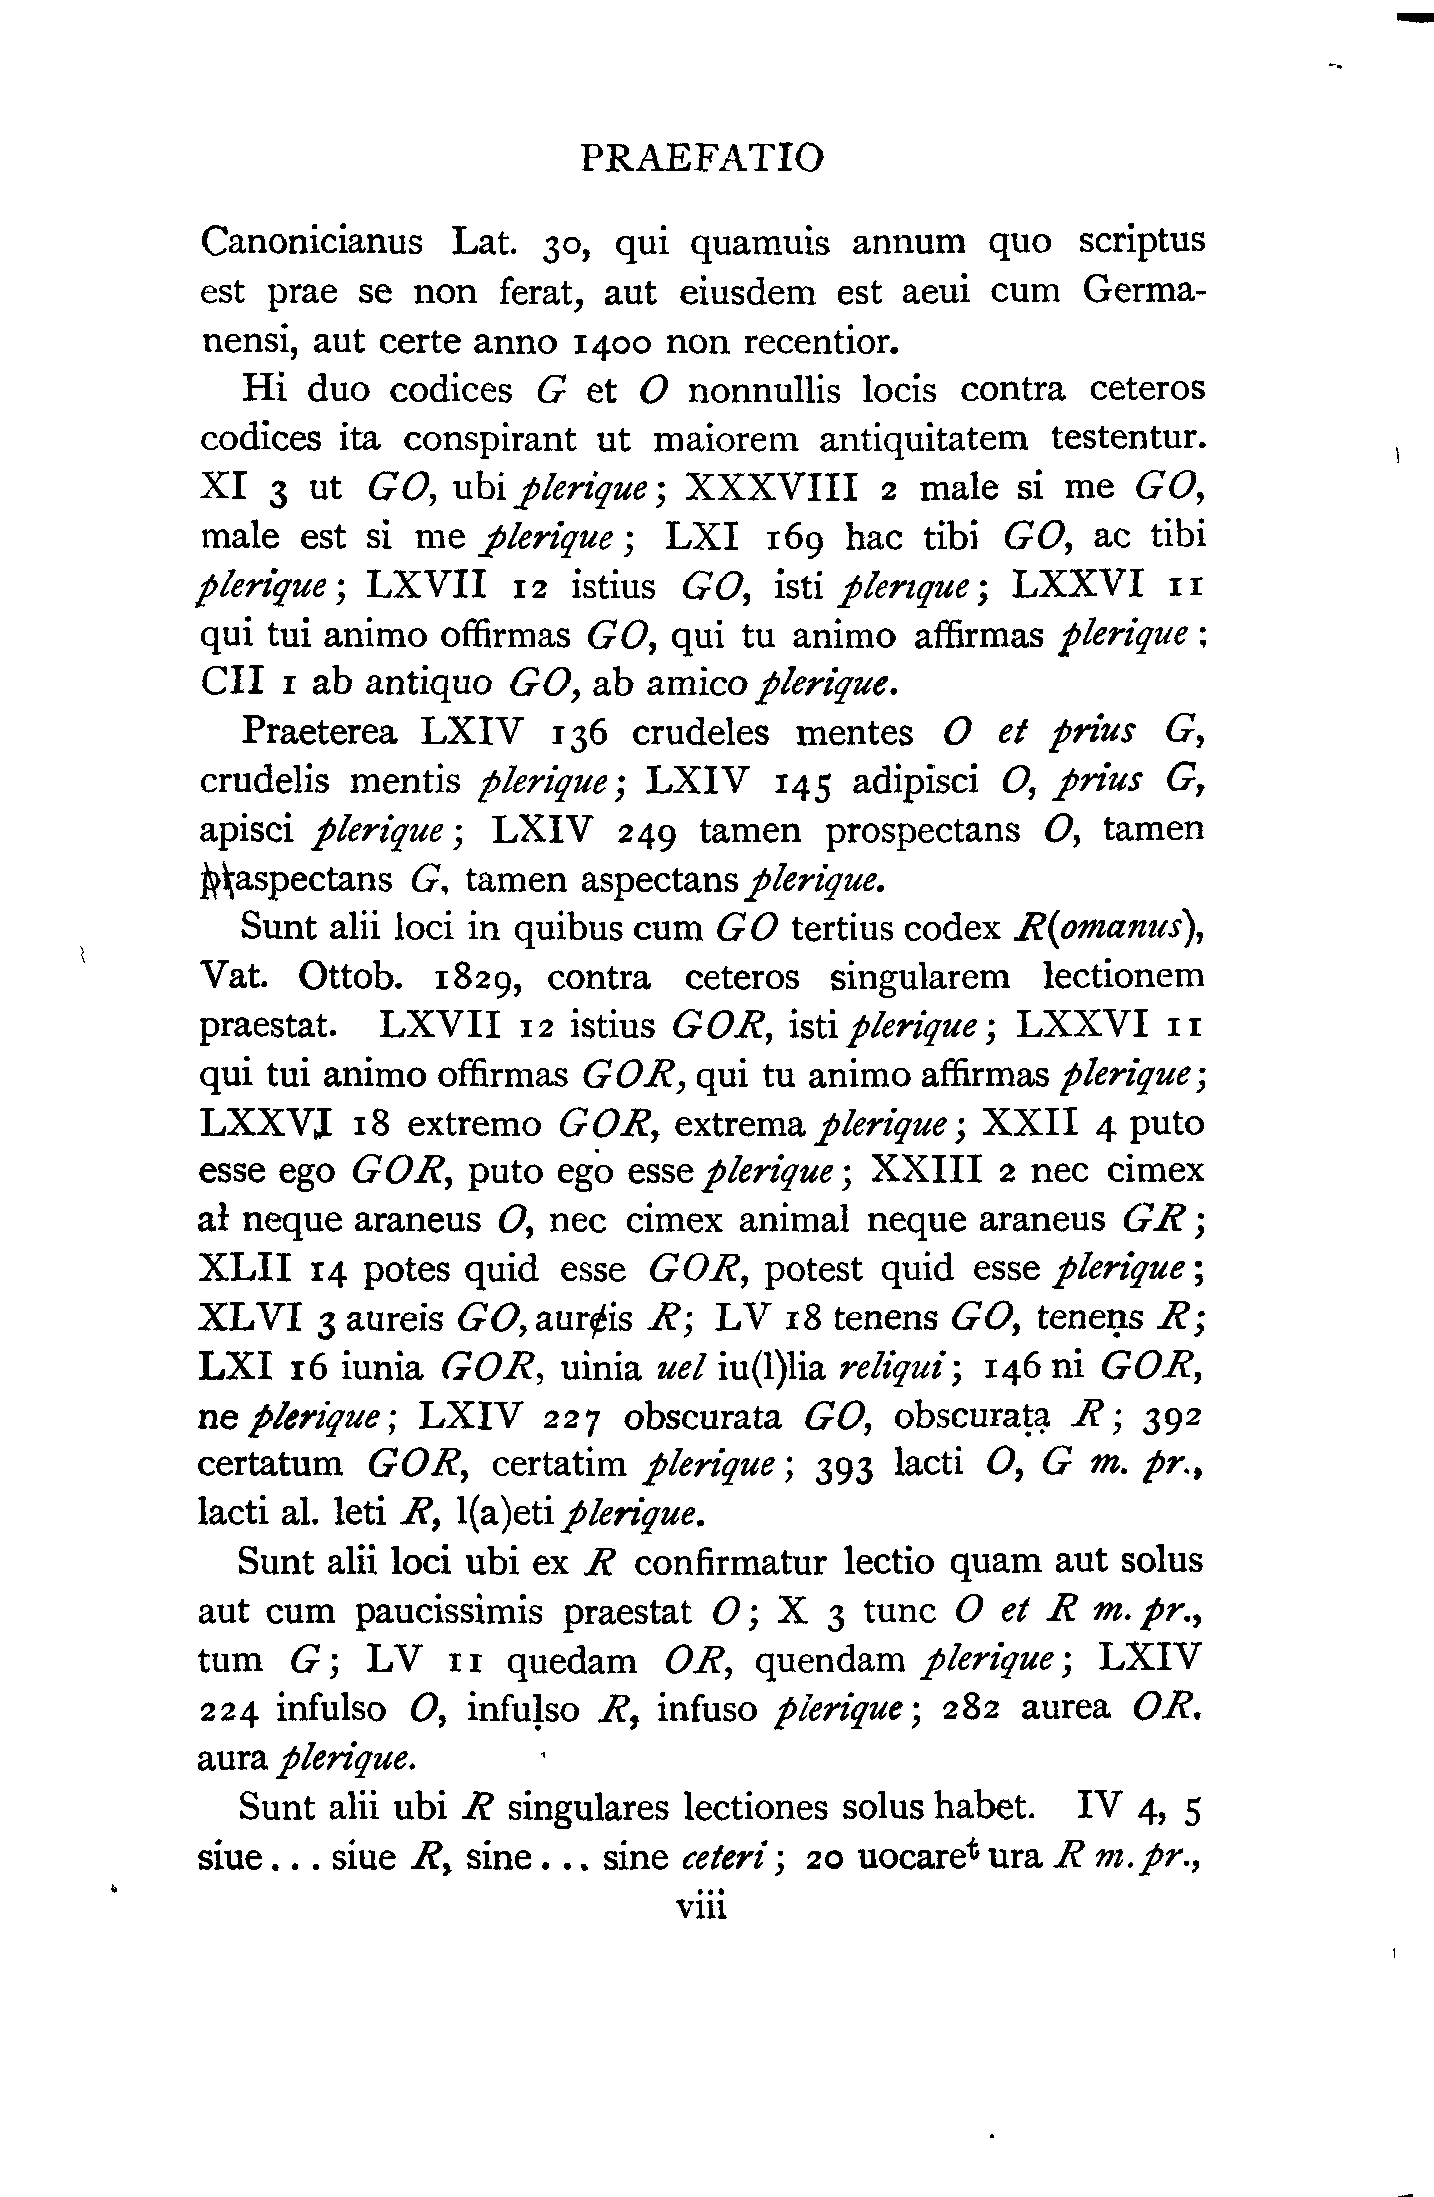 PRAEFATIO
Canonicianus Lat. 30, qui quamuis annum quo scriptus
est prae se non ferat, aut eiusdem est aeui cum Germa-
nensi, aut certe anno 1400 non recentior.
Hi duo codices G et O nonnullis locis contra ceteros
codices ita conspirant ut maiorem antiquitatem testentur.
XI 3 ut GO, ubi plerique; XXXVIII 2 male si me GO,
male est si me plerique; LXI 169 hac tibi GO, ac tibi
plerique; LXVII 12 istius GO, isti plerique; LXXVI 11
qui tui animo offirmas GO, qui tu animo affirmas plerique;
CII 1 ab antiquo GO, ab amico plerique.
Praeterea LXIV 136 crudeles mentes O et prius G,
crudelis mentis plerique; LXIV 145 adipisci O, prius G,
apisci plerique; LXIV 249 tamen prospectans O, tamen
aspectans G, tamen aspectans plerique.
Sunt alii loci in quibus cum GO tertius codex R(omanus),
Vat. Ottob. 1829, contra ceteros singularem lectionem
praestat. LXVII 12 istius GOR, isti plerique; LXXVI 11
qui tui animo offirmas GOR, qui tu animo affirmas plerique;
LXXVI 18 extremo GOR, extrema plerique; XXII 4 puto
esse ego GOR, puto ego esse plerique; XXIII 2 nec cimex
ał neque araneus O, nec cimex animal neque araneus GR;
XLII 14 potes quid esse GOR, potest quid esse plerique;
XLVI 3 aureis GO, aurɇis R; LV 18 tenens GO, teneṇs R;
LXI 16 iunia GOR, uinia uel iu(l)lia reliqui; 146 ni GOR,
ne plerique; LXIV 227 obscurata GO, obscuraṭạ R; 392
certatum GOR, certatim plerique; 393 lacti O, G m. pr.,
lacti al. leti R, l(a)eti plerique.
Sunt alii loci ubi ex R confirmatur lectio quam aut solus
aut cum paucissimis praestat O; X 3 tunc O et R m. pr.,
tum G; LV 11 quedam OR, quendam plerique; LXIV
224 infulso O, infuḷso R, infuso plerique; 282 aurea OR.
aura plerique.
Sunt alii ubi R singulares lectiones solus habet. IV 4, 5
siue... siue R, sine... sine ceteri; 20 uocareᵗ ura R m. pr.,
viii